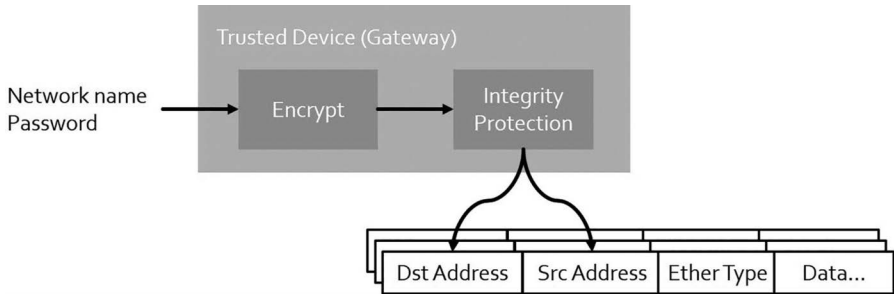 Trusted Device (Gateway)
Network name
Password
Encrypt
Integrity
Protection
Dst Address
Src Address
Ether Type
Data...